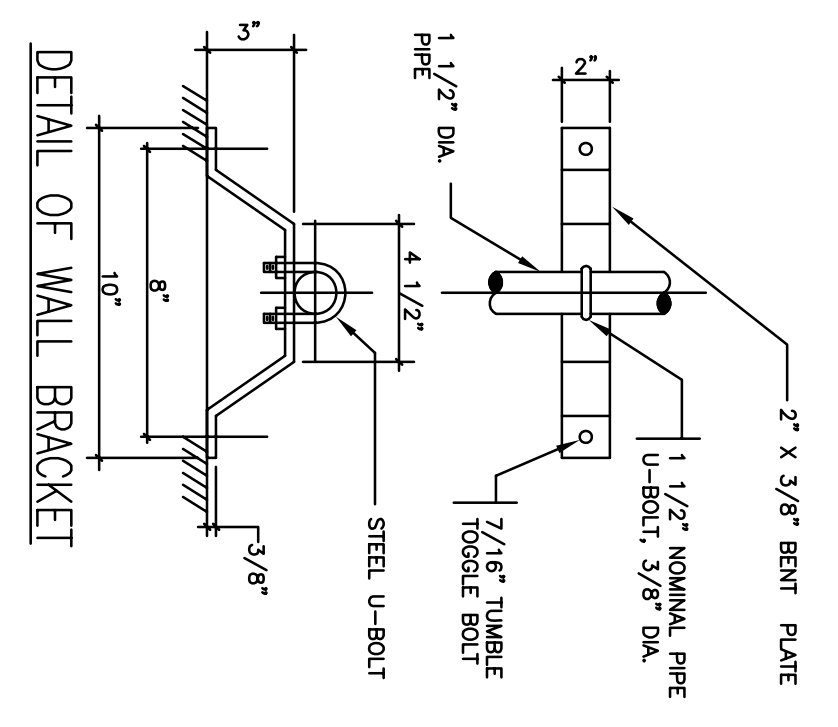 2" X 3/8" BENT PLATE
1 1/2" NOMINAL PIPE
U-BOLT, 3/8" DIA.
2"
7/16" TUMBLE
TOGGLE BOLT
1 1/2" DIA.
PIPE
4 1/2"
STEEL U-BOLT
3"
3/8"
8"
10"
DETAIL OF WALL BRACKET